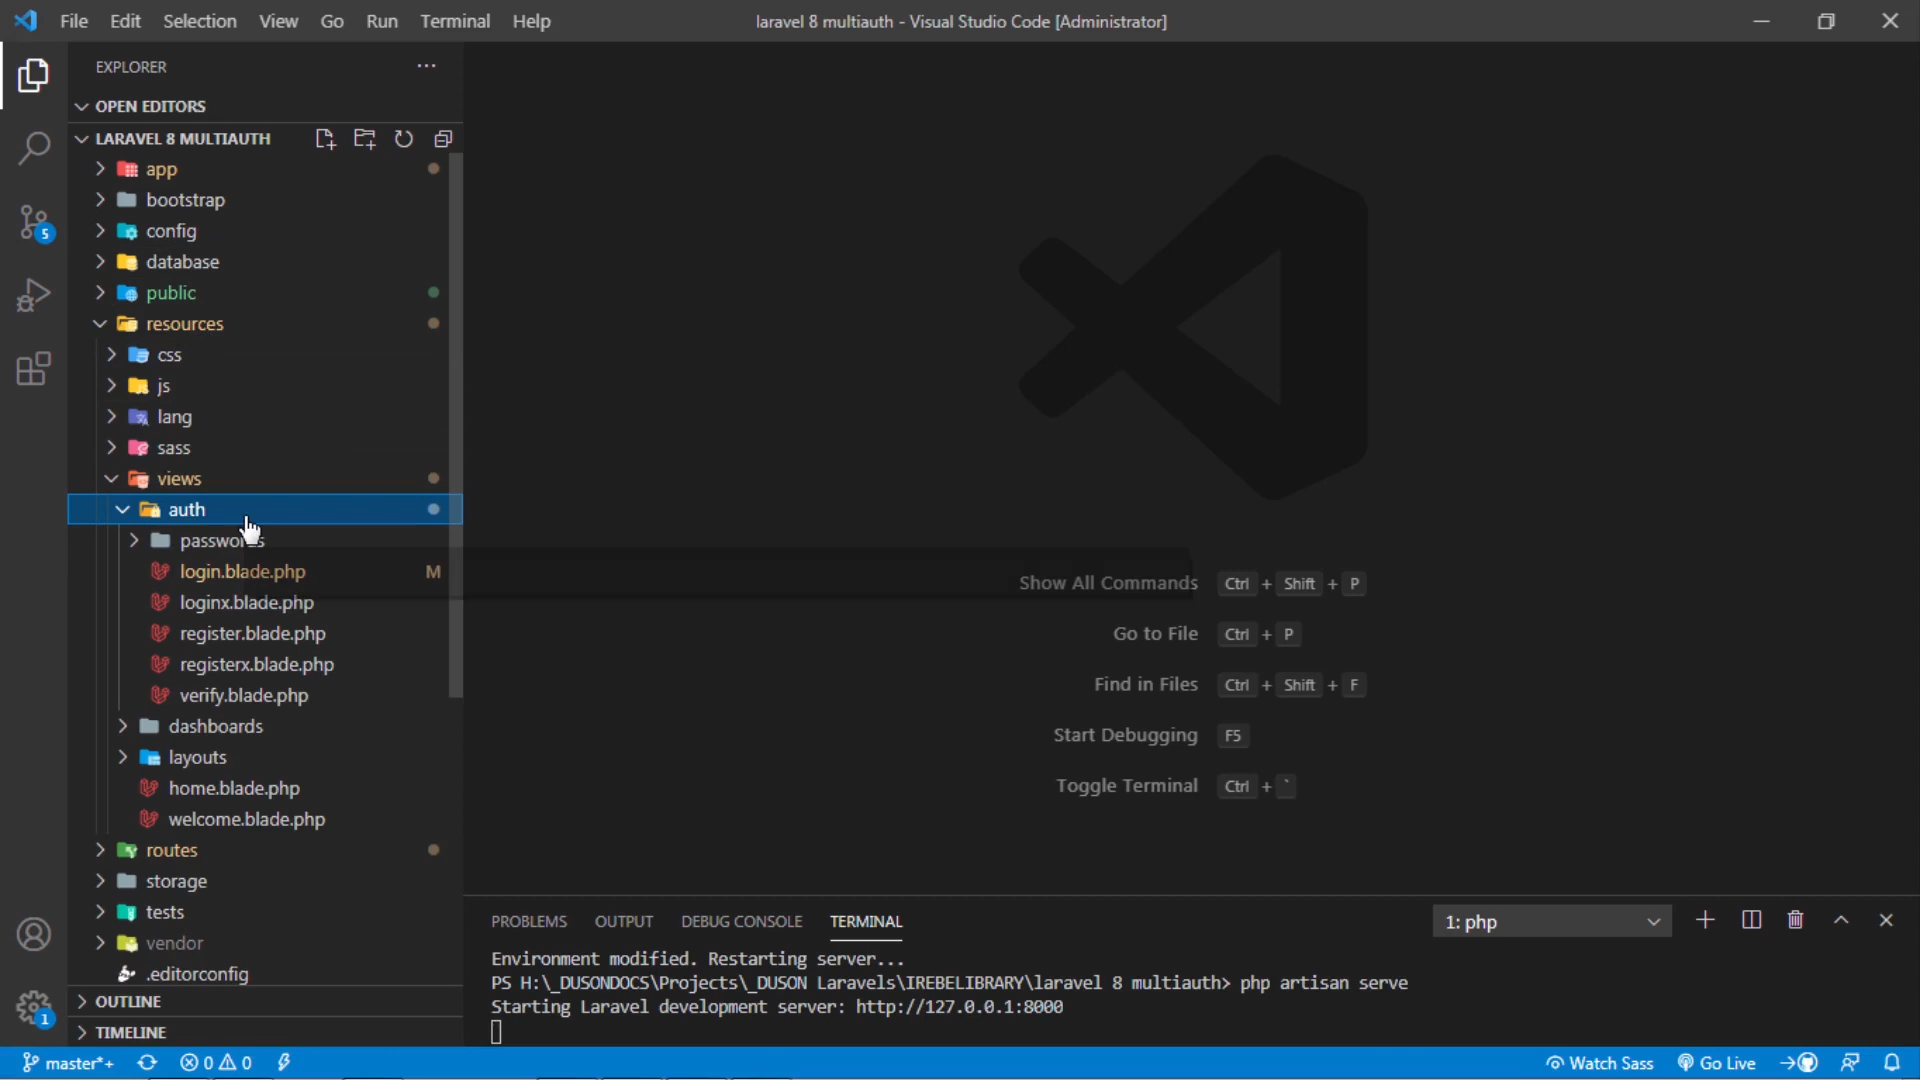 File Edit Selection View Go Run Terminal Help
laravel 8 multiauth - Visual Studio Code [Administrator]
EXPLORER
OPEN EDITORS
LARAVEL 8 MULTIAUTH
app
bootstrap
config
database
public
resources
css
js
lang
sass
views
auth
passwords
login.blade.php M
loginx.blade.php
register.blade.php
registerx.blade.php
verify.blade.php
dashboards
layouts
home.blade.php
welcome.blade.php
routes
storage
tests
vendor
.editorconfig
OUTLINE
TIMELINE
5
1
Show All Commands Ctrl + Shift + P
Go to File Ctrl + P
Find in Files Ctrl + Shift + F
Start Debugging F5
Toggle Terminal Ctrl + `
PROBLEMS OUTPUT DEBUG CONSOLE TERMINAL
1: php
Environment modified. Restarting server...
PS H:\_DUSONDOCS\Projects\_DUSON Laravels\IREBELIBRARY\laravel 8 multiauth> php artisan serve
Starting Laravel development server: http://127.0.0.1:8000
master*+ 0 0
Watch Sass Go Live